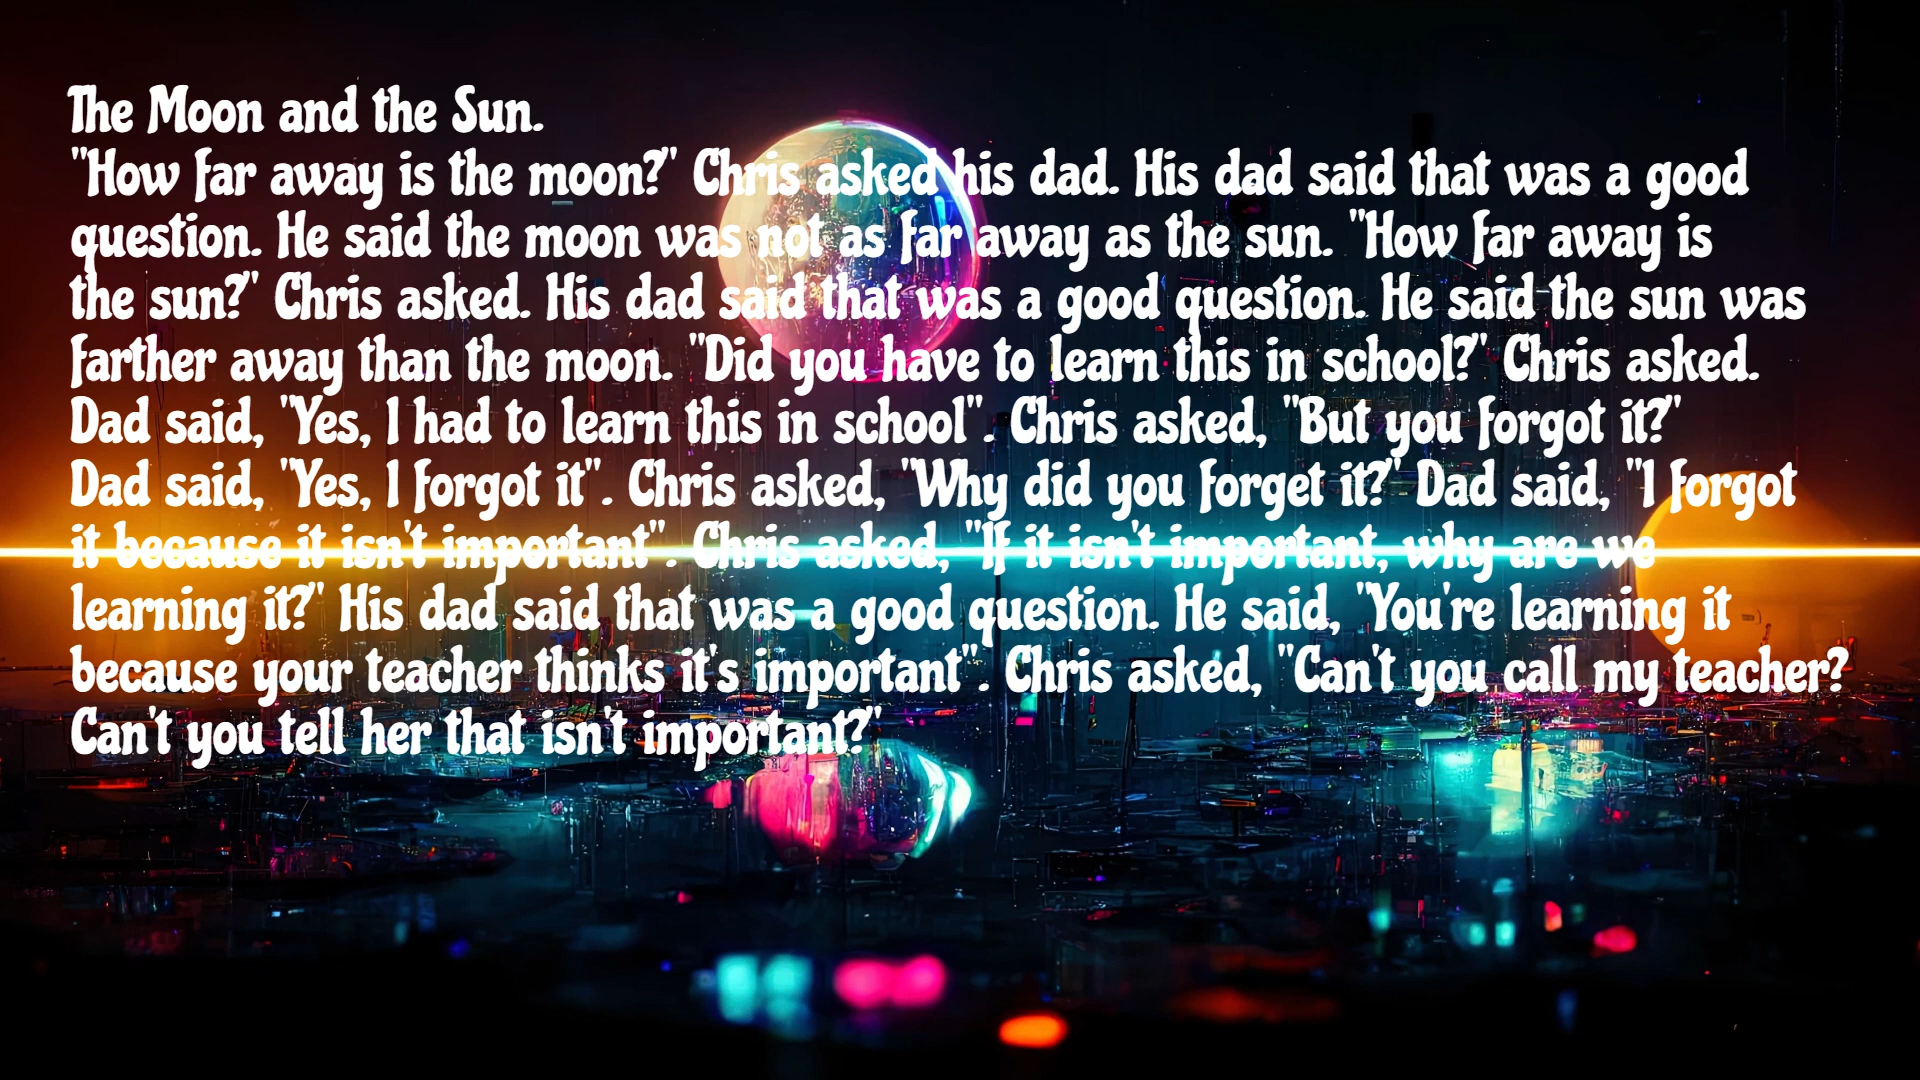 The Moon and the Sun.
"How far away is the moon?" Chris asked his dad. His dad said that was a good
question. He said the moon was not as far away as the sun. "How far away is
the sun?" Chris asked. His dad said that was a good question. He said the sun was
farther away than the moon. "Did you have to learn this in school?" Chris asked.
Dad said, "Yes, I had to learn this in school". Chris asked, "But you forgot it?"
Dad said, "Yes, I forgot it". Chris asked, "Why did you forget it?" Dad said, "I forgot
it because it isn't important". Chris asked, "If it isn't important, why are we
learning it?" His dad said that was a good question. He said, "You're learning it
because your teacher thinks it's important". Chris asked, "Can't you call my teacher?
Can't you tell her that isn't important?"